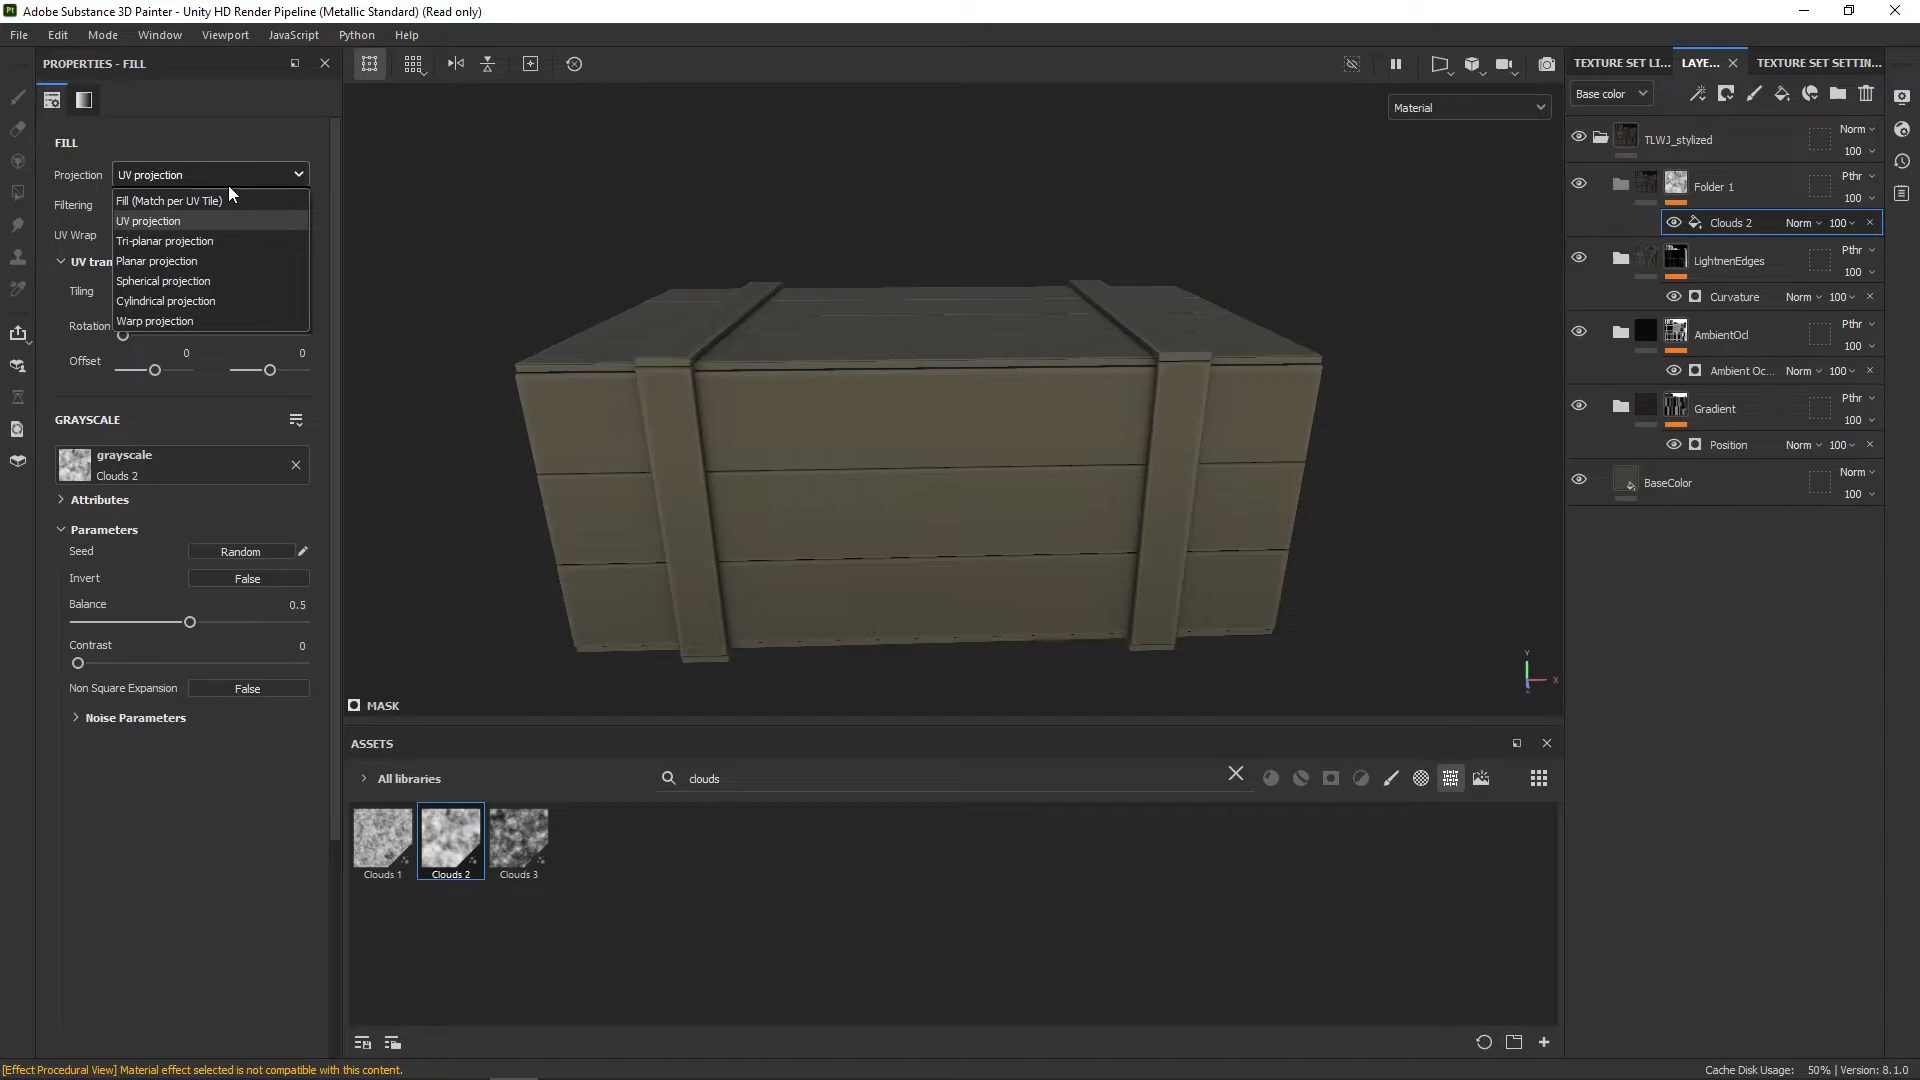 Adobe Substance 3D Painter - Unity HD Render Pipeline (Metallic Standard) (Read only)
File Edit Mode Window Viewport JavaScript Python Help
PROPERTIES - FILL
TEXTURE SET LI... LAYE... TEXTURE SET SETTIN...
Base color
Material
FILL
Projection UV projection
Filtering
Fill (Match per UV Tile)
UV projection
UV Wrap
Tri-planar projection
UV tran
Planar projection
Spherical projection
Tiling
Cylindrical projection
Warp projection
Rotation
Offset 0 0
GRAYSCALE
grayscale
Clouds 2
Attributes
Parameters
Seed Random
Invert False
Balance 0.5
Contrast 0
Non Square Expansion False
Noise Parameters
Y
X
MASK
TLWJ_stylized Norm
100
Folder 1 Pthr
100
Clouds 2 Norm 100
LightnenEdges Pthr
100
Curvature Norm 100
AmbientOcl Pthr
100
Ambient Oc... Norm 100
Gradient Pthr
100
Position Norm 100
BaseColor Norm
100
ASSETS
All libraries
clouds
Clouds 1 Clouds 2 Clouds 3
[Effect Procedural View] Material effect selected is not compatible with this content.
Cache Disk Usage: 50% | Version: 8.1.0